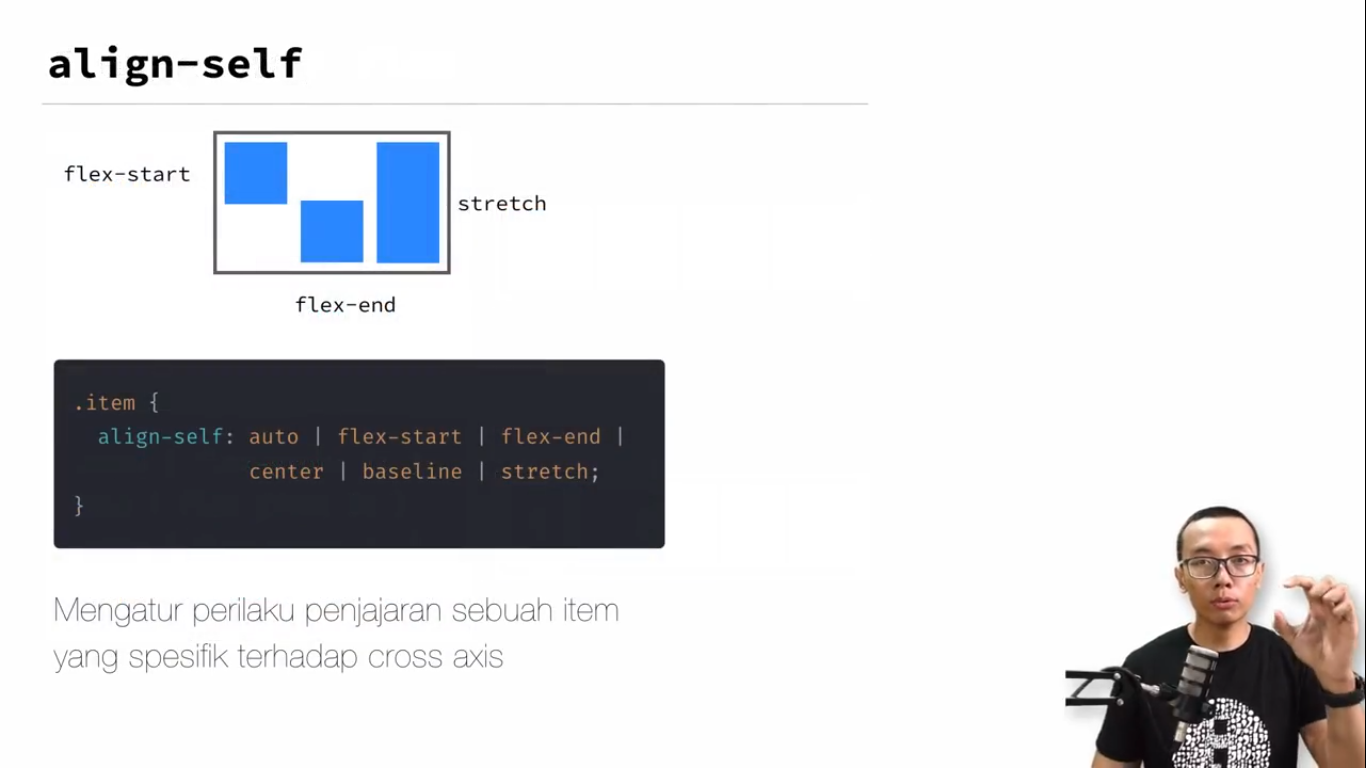 align-self
flex-start
stretch
flex-end
.item {
align-self: auto | flex-start | flex-end |
center | baseline | stretch;
}
Mengatur perilaku penjajaran sebuah item
yang spesifik terhadap cross axis